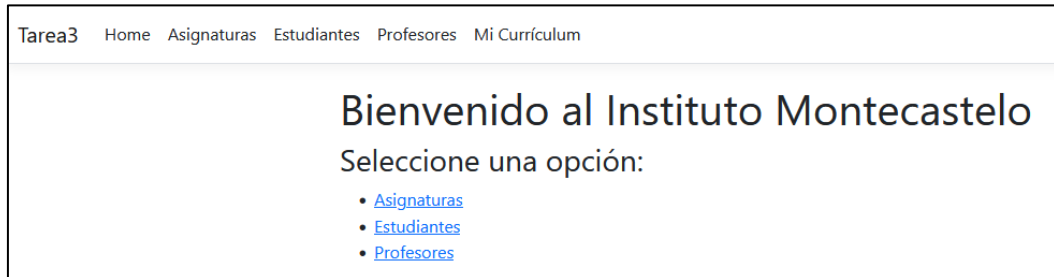 Tarea3 Home Asignaturas Estudiantes Profesores Mi Currículum
Bienvenido al Instituto Montecastelo
Seleccione una opción:
• Asignaturas
• Estudiantes
• Profesores